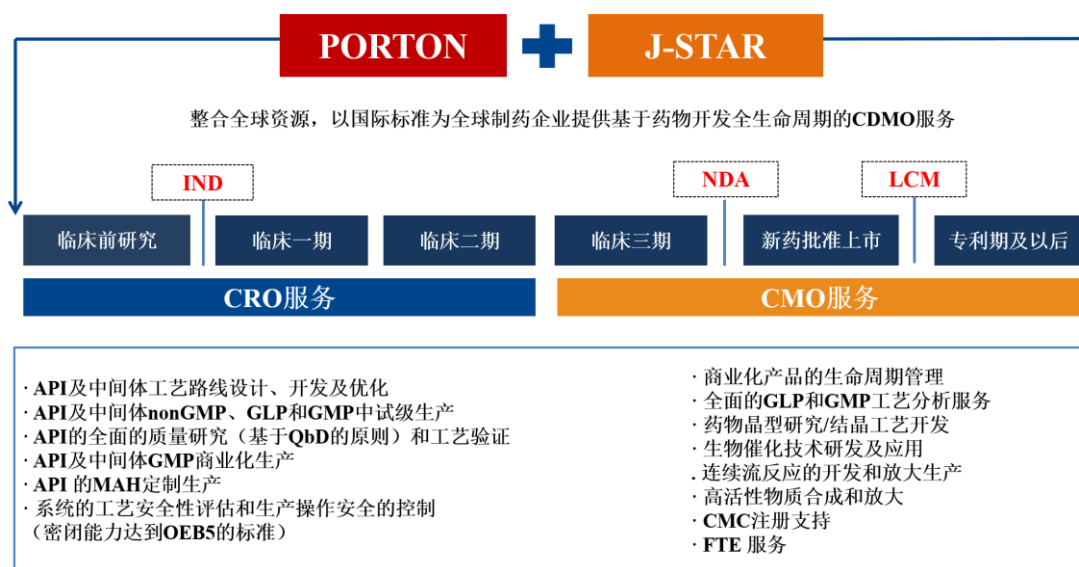 PORTON
J-STAR
整合全球资源，以国际标准为全球制药企业提供基于药物开发全生命周期的CDMO服务
IND
NDA
LCM
临床前研究
临床一期
临床二期
临床三期
新药批准上市
专利期及以后
CRO服务
CMO服务
· API及中间体工艺路线设计、开发及优化
· API及中间体nonGMP、GLP和GMP中试级生产
· API的全面的质量研究（基于QbD的原则）和工艺验证
· API及中间体GMP商业化生产
· API 的MAH定制生产
· 系统的工艺安全性评估和生产操作安全的控制
（密闭能力达到OEB5的标准）
· 商业化产品的生命周期管理
· 全面的GLP和GMP工艺分析服务
· 药物晶型研究/结晶工艺开发
· 生物催化技术研发及应用
. 连续流反应的开发和放大生产
· 高活性物质合成和放大
· CMC注册支持
· FTE 服务